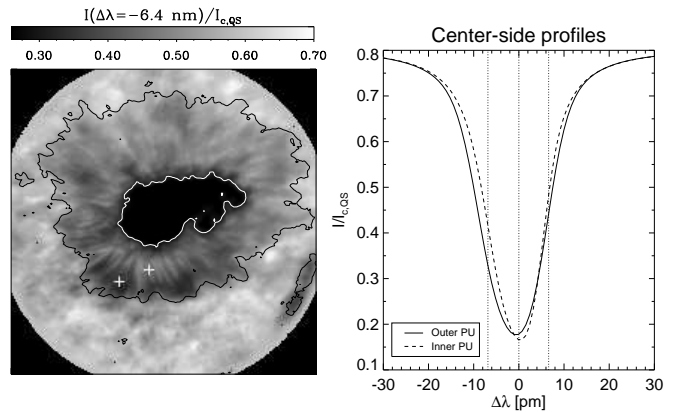 I(Δλ=−6.4 nm)/I_c,QS
0.30 0.40 0.50 0.60 0.70
Center-side profiles
0.8
0.7
0.6
0.5
0.4
0.3
0.2
0.1
I/I_c,QS
Outer PU
Inner PU
-30 -20 -10 0 10 20 30
Δλ [pm]